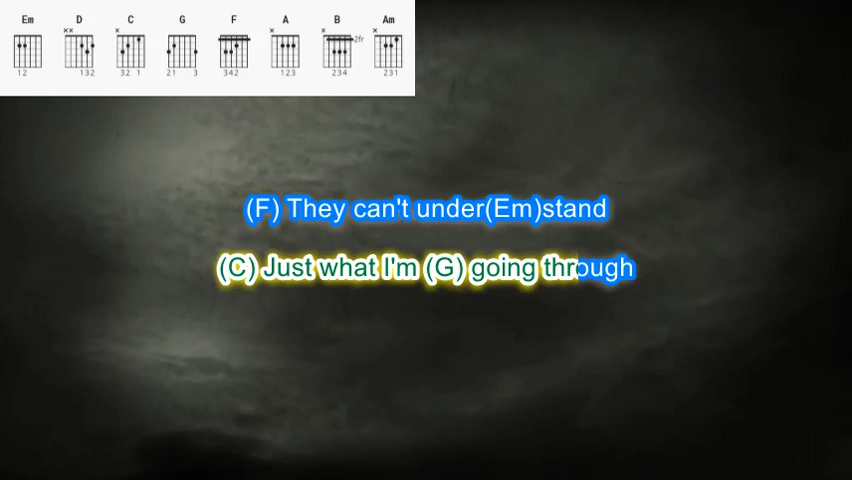 Em D C G F A B Am
x x x x x x
2fr
12 132 32 1 21 3 342 123 234 231
(F) They can't under(Em)stand
(C) Just what I'm (G) going through